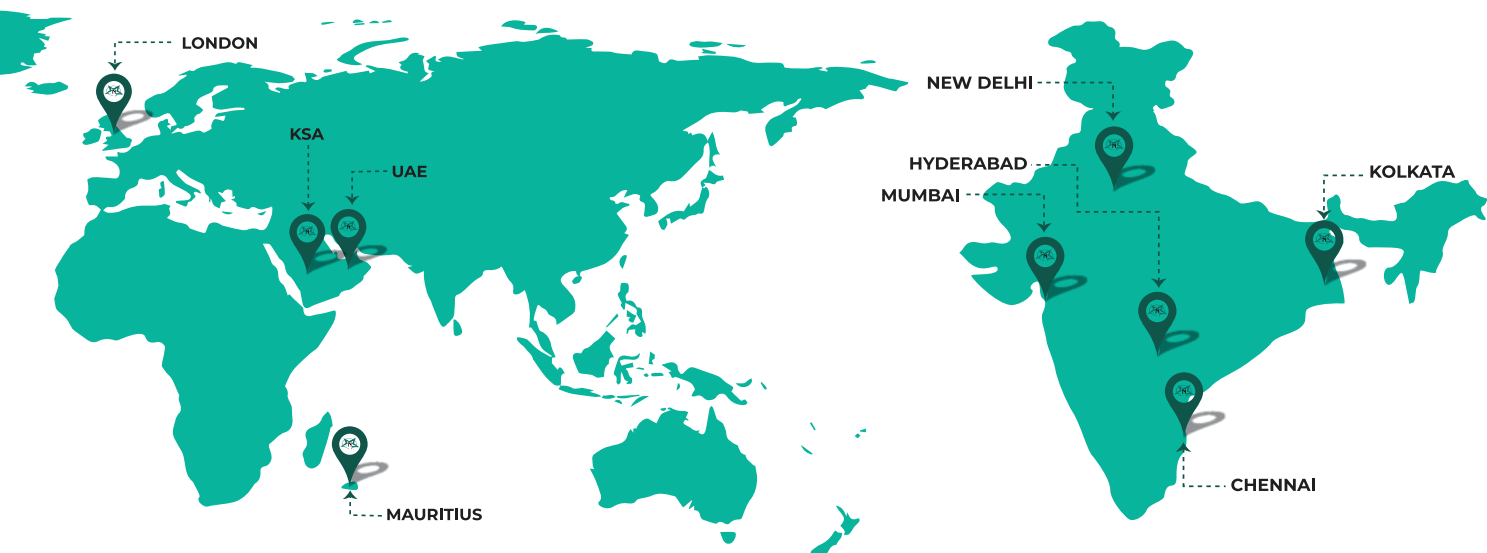 LONDON
KSA
UAE
MAURITIUS
NEW DELHI
HYDERABAD
MUMBAI
KOLKATA
CHENNAI